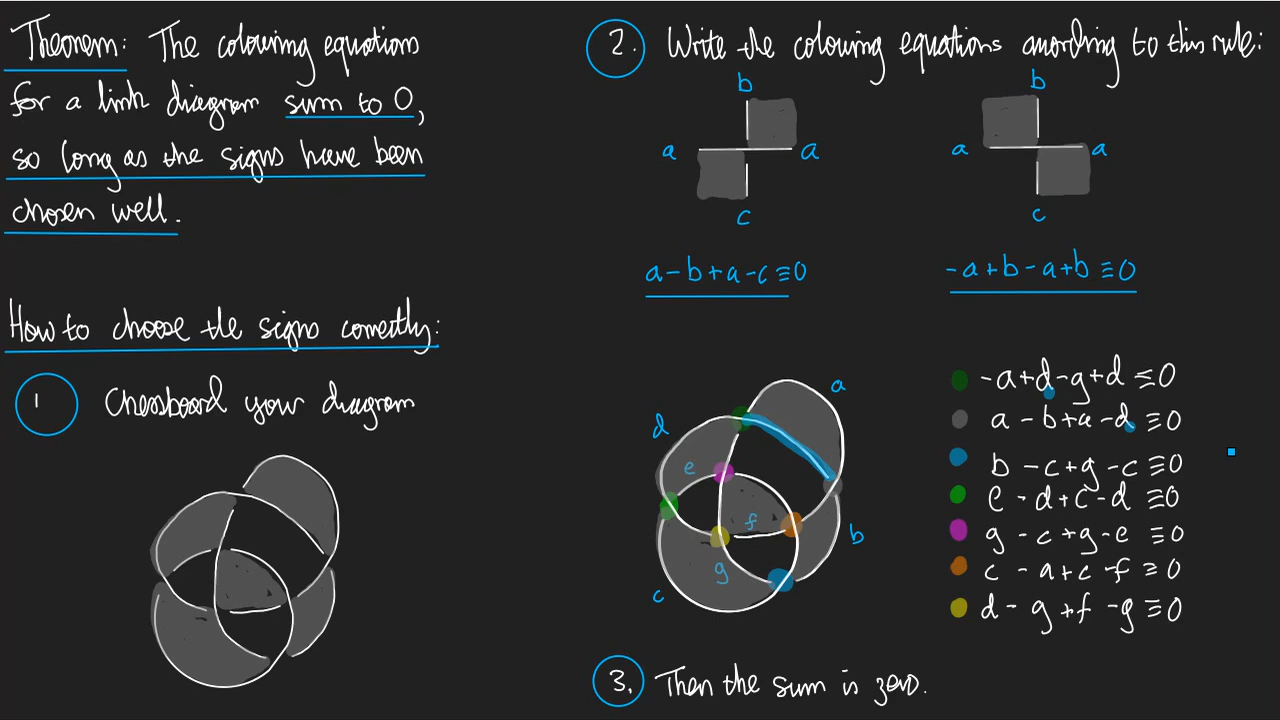 Theorem: The colouring equations
for a link diagram sum to 0,
so long as the signs have been
chosen well.
How to choose the signs correctly:
1 Chessboard your diagram
2. Write the colouring equations according to this rule:
b
a a
c
a-b+a-c≡0
b
a a
c
-a+b-a+b≡0
a
d
e
f
b
g
c
-a+d-g+d≡0
a-b+a-d≡0
b-c+g-c≡0
e-d+c-d≡0
g-c+g-e≡0
c-a+c-f≡0
d-g+f-g≡0
3. Then the sum is zero.